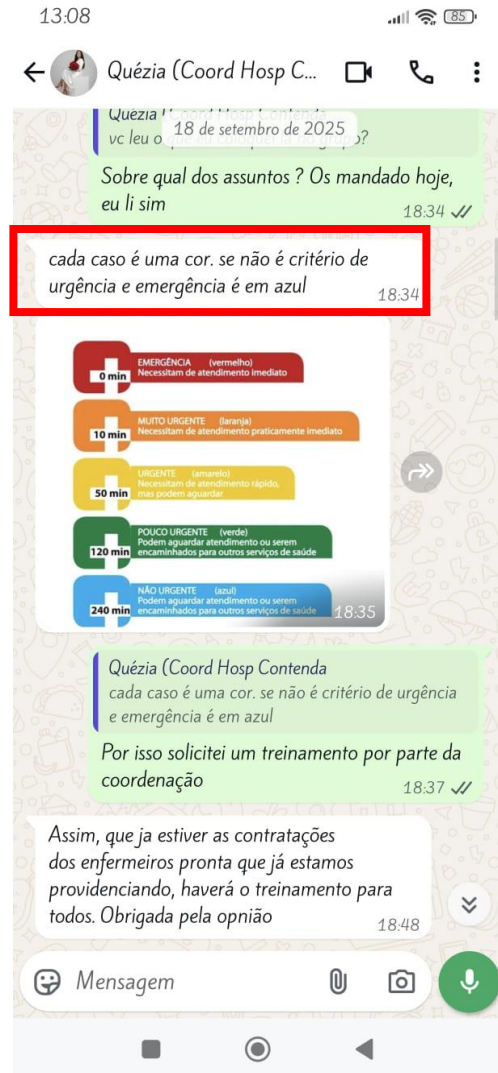 13:08
85
Quézia (Coord Hosp C...
Quézia (Coord Hosp Contenda
18 de setembro de 2025
vc leu o que eu coloquei lá no grupo?
Sobre qual dos assuntos ? Os mandado hoje,
eu li sim
18:34
cada caso é uma cor. se não é critério de
urgência e emergência é em azul
18:34
EMERGÊNCIA (vermelho)
0 min Necessitam de atendimento imediato
MUITO URGENTE (laranja)
10 min Necessitam de atendimento praticamente imediato
URGENTE (amarelo)
Necessitam de atendimento rápido,
50 min mas podem aguardar
POUCO URGENTE (verde)
Podem aguardar atendimento ou serem
120 min encaminhados para outros serviços de saúde
NÃO URGENTE (azul)
Podem aguardar atendimento ou serem
240 min encaminhados para outros serviços de saúde
18:35
Quézia (Coord Hosp Contenda
cada caso é uma cor. se não é critério de urgência
e emergência é em azul
Por isso solicitei um treinamento por parte da
coordenação
18:37
Assim, que ja estiver as contratações
dos enfermeiros pronta que já estamos
providenciando, haverá o treinamento para
todos. Obrigada pela opnião
18:48
Mensagem